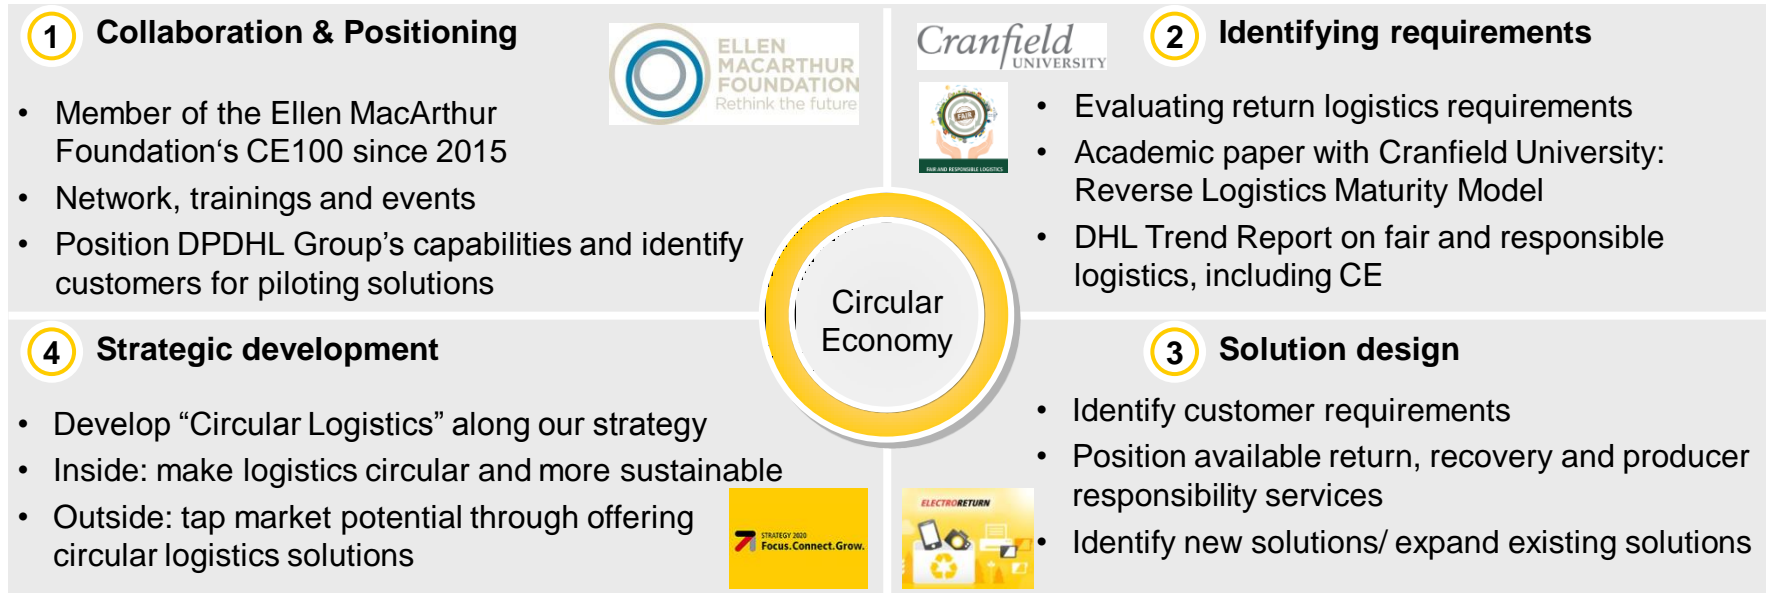 1 Collaboration & Positioning
ELLEN
MACARTHUR
FOUNDATION
Rethink the future
• Member of the Ellen MacArthur
Foundation‘s CE100 since 2015
• Network, trainings and events
• Position DPDHL Group’s capabilities and identify
customers for piloting solutions
Cranfield
UNIVERSITY
2 Identifying requirements
FAIR
FAIR AND RESPONSIBLE LOGISTICS
• Evaluating return logistics requirements
• Academic paper with Cranfield University:
Reverse Logistics Maturity Model
• DHL Trend Report on fair and responsible
logistics, including CE
Circular
Economy
3 Solution design
• Identify customer requirements
• Position available return, recovery and producer
responsibility services
• Identify new solutions/ expand existing solutions
ELECTRORETURN
4 Strategic development
• Develop “Circular Logistics” along our strategy
• Inside: make logistics circular and more sustainable
• Outside: tap market potential through offering
circular logistics solutions
STRATEGY 2020
Focus.Connect.Grow.